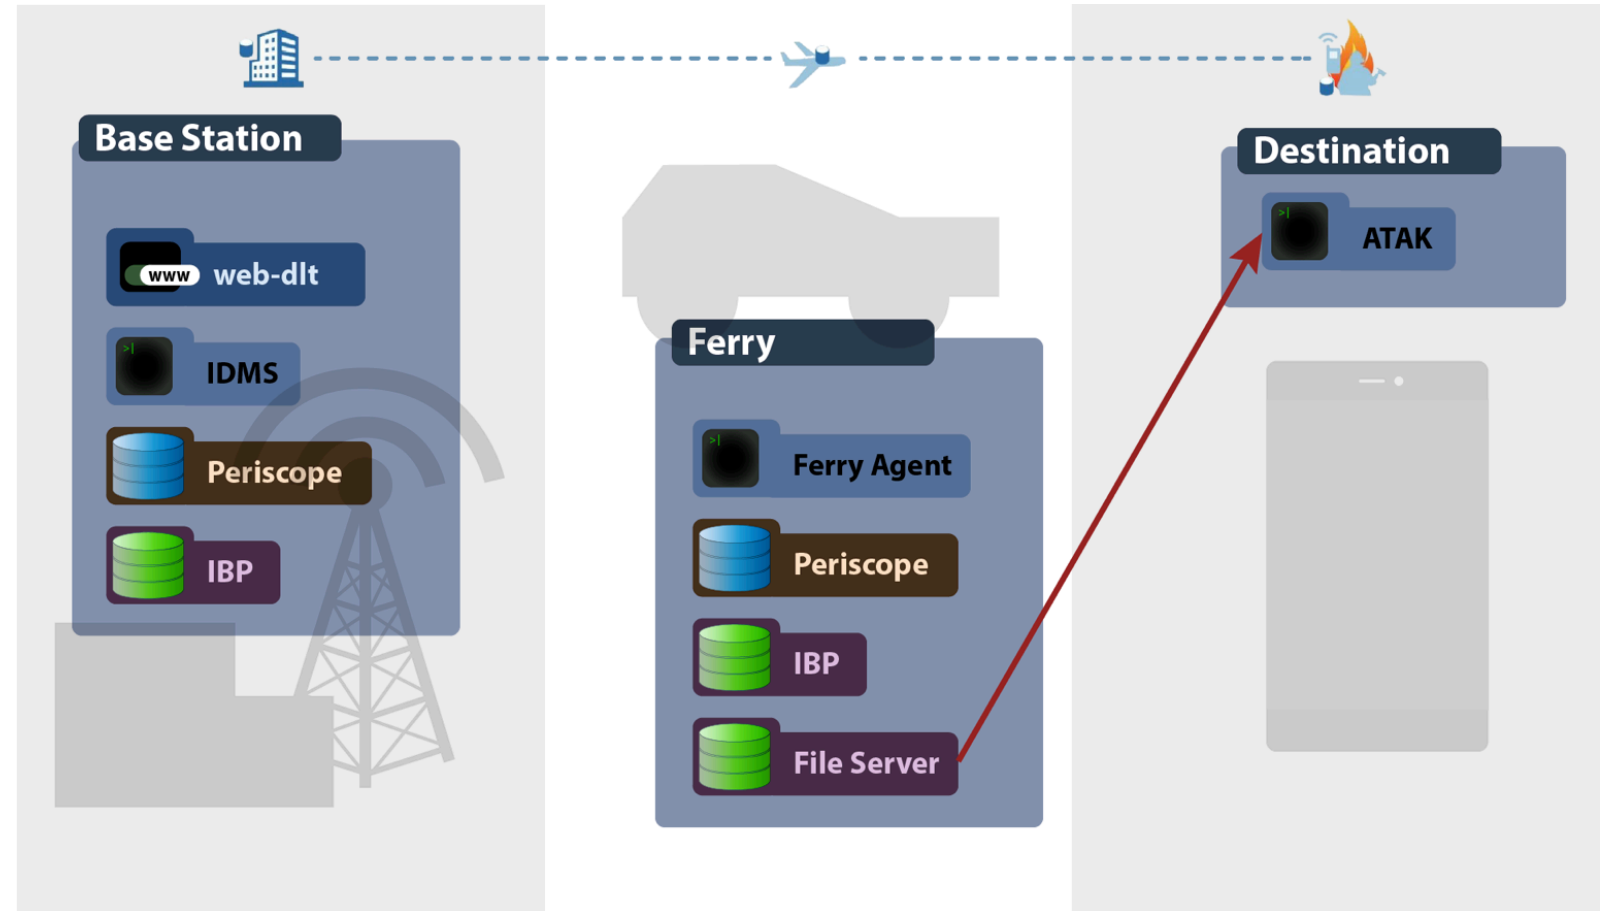 Base Station
www web-dlt
>| IDMS
Periscope
IBP
Ferry
>| Ferry Agent
Periscope
IBP
File Server
Destination
>| ATAK